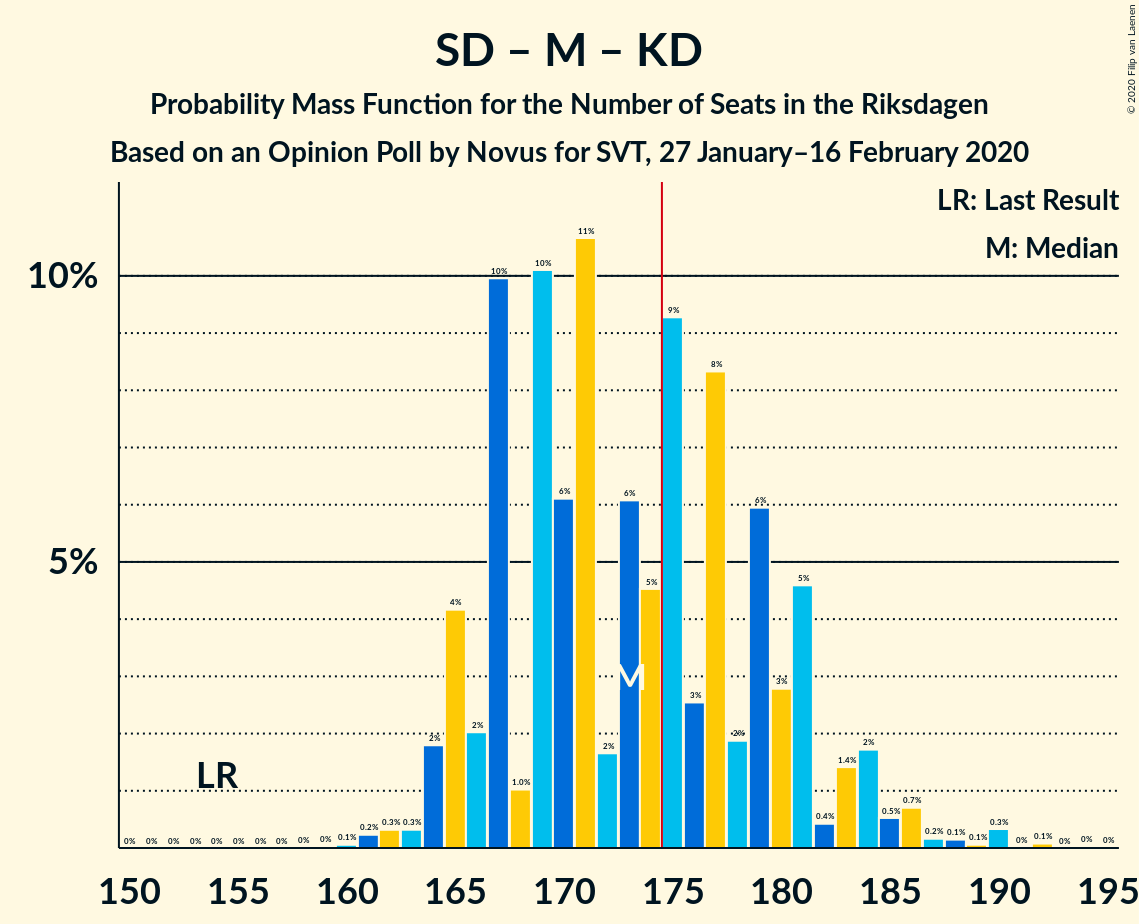 SD – M – KD
Probability Mass Function for the Number of Seats in the Riksdagen
Based on an Opinion Poll by Novus for SVT, 27 January–16 February 2020
© 2020 Filip van Laenen
LR: Last Result
M: Median
10%
5%
LR
M
0% 0% 0% 0% 0% 0% 0% 0% 0% 0% 0.1% 0.2% 0.3% 0.3% 2% 4% 2% 10% 1.0% 10% 6% 11% 2% 6% 5% 9% 3% 8% 2% 6% 3% 5% 0.4% 1.4% 2% 0.5% 0.7% 0.2% 0.1% 0.1% 0.3% 0% 0.1% 0% 0% 0%
150 155 160 165 170 175 180 185 190 195